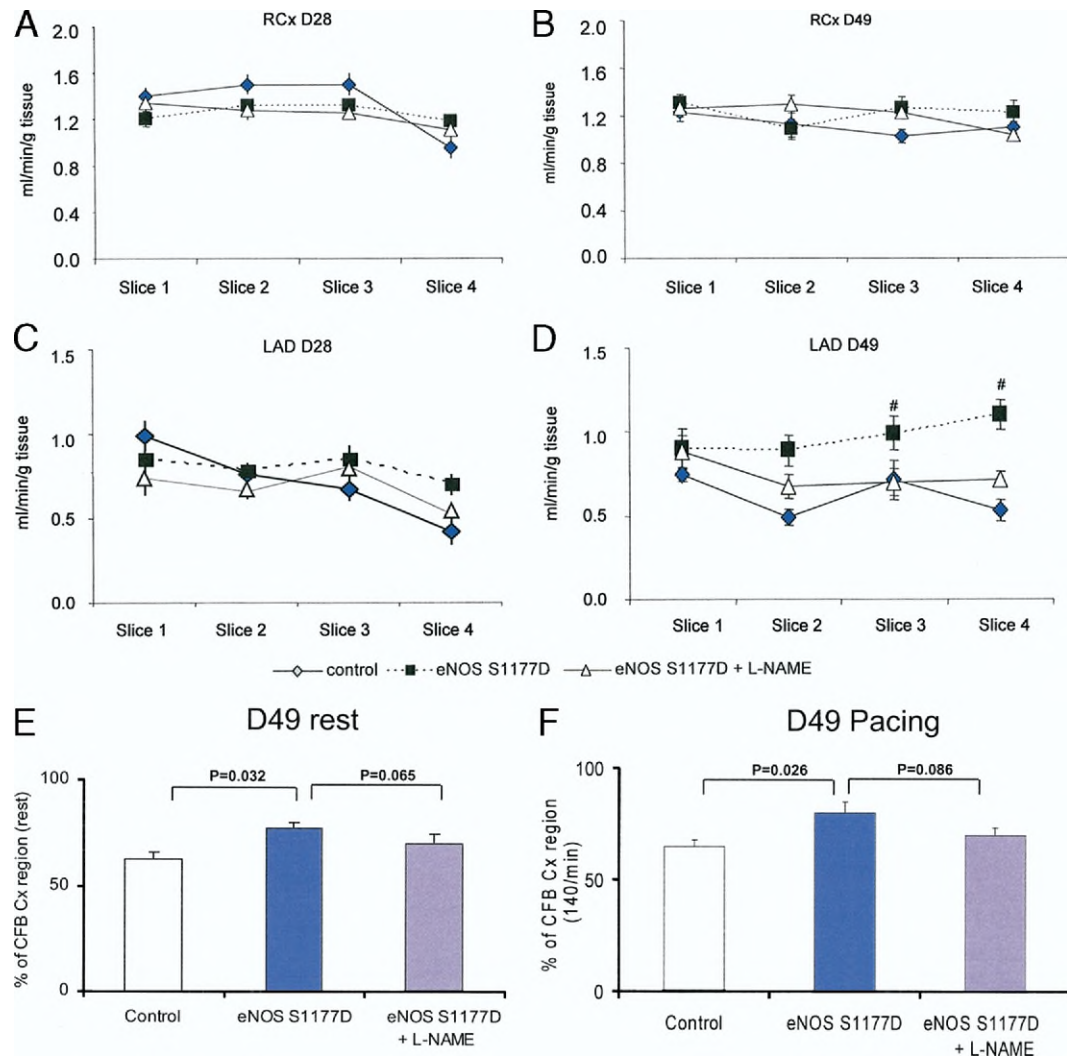 A
RCx D28
ml/min/g tissue
2.0
1.6
1.2
0.8
0.4
0.0
Slice 1 Slice 2 Slice 3 Slice 4
B
RCx D49
ml/min/g tissue
2.0
1.6
1.2
0.8
0.4
0.0
Slice 1 Slice 2 Slice 3 Slice 4
C
LAD D28
ml/min/g tissue
1.5
1.0
0.5
0.0
Slice 1 Slice 2 Slice 3 Slice 4
D
LAD D49
ml/min/g tissue
1.5
1.0
0.5
0.0
# #
Slice 1 Slice 2 Slice 3 Slice 4
control eNOS S1177D eNOS S1177D + L-NAME
E
D49 rest
% of CFB Cx region (rest)
100
50
0
P=0.032 P=0.065
Control eNOS S1177D eNOS S1177D
+ L-NAME
F
D49 Pacing
% of CFB Cx region
(140/min)
100
50
0
P=0.026 P=0.086
Control eNOS S1177D eNOS S1177D
+ L-NAME